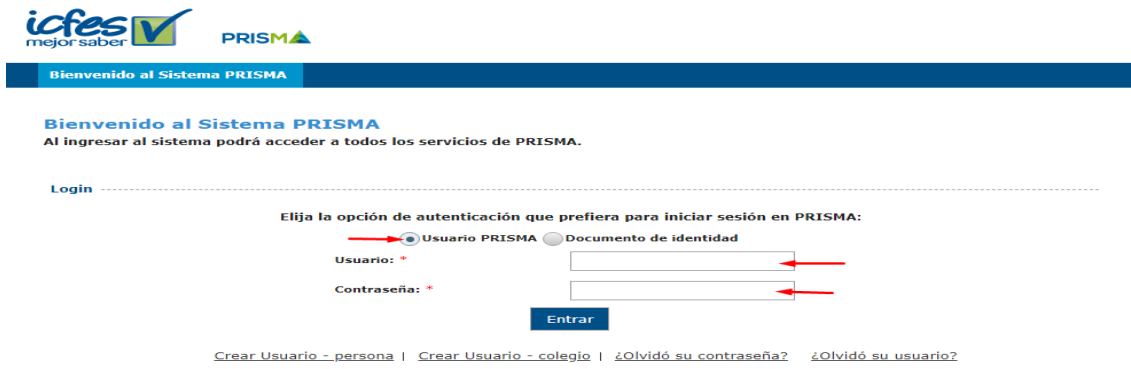 icfes
mejor saber
PRISMA
Bienvenido al Sistema PRISMA
Bienvenido al Sistema PRISMA
Al ingresar al sistema podrá acceder a todos los servicios de PRISMA.
Login
Elija la opción de autenticación que prefiera para iniciar sesión en PRISMA:
Usuario PRISMA Documento de identidad
Usuario: *
Contraseña: *
Entrar
Crear Usuario - persona | Crear Usuario - colegio | ¿Olvidó su contraseña? ¿Olvidó su usuario?